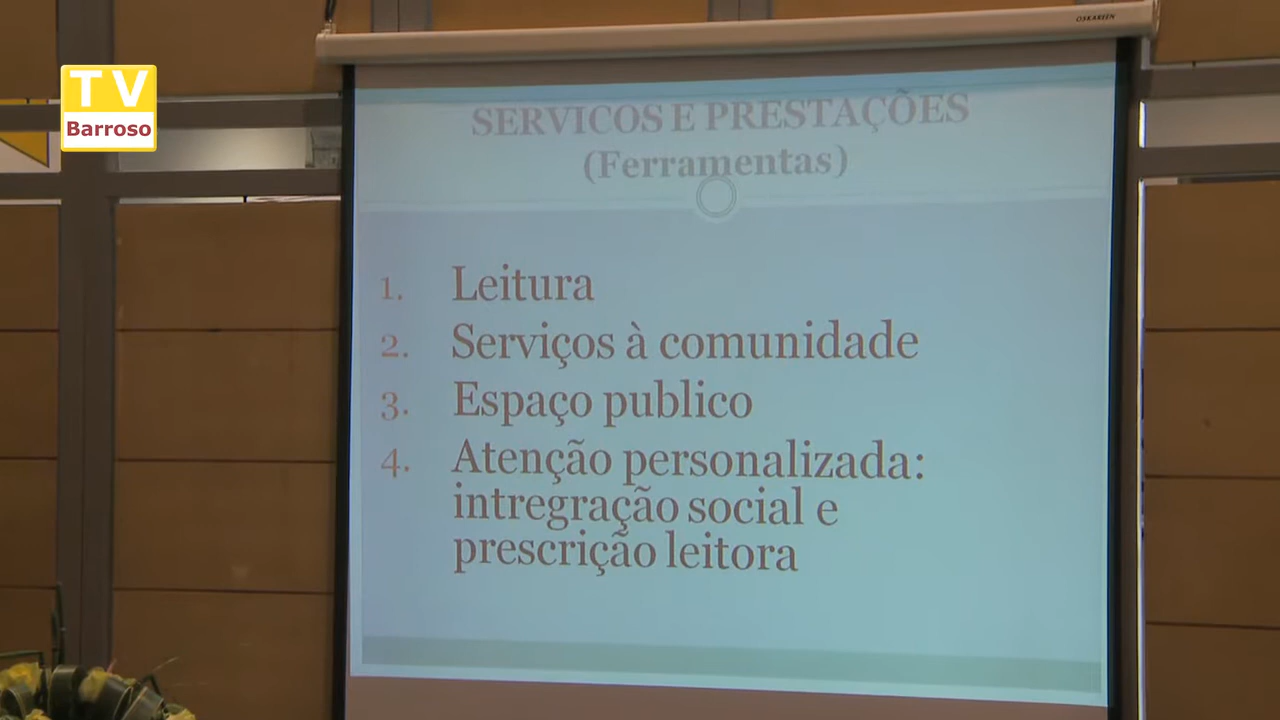 OSKAREEN
TV
Barroso
SERVICOS E PRESTAÇÕES
(Ferramentas)
1. Leitura
2. Serviços à comunidade
3. Espaço publico
4. Atenção personalizada:
intregração social e
prescrição leitora